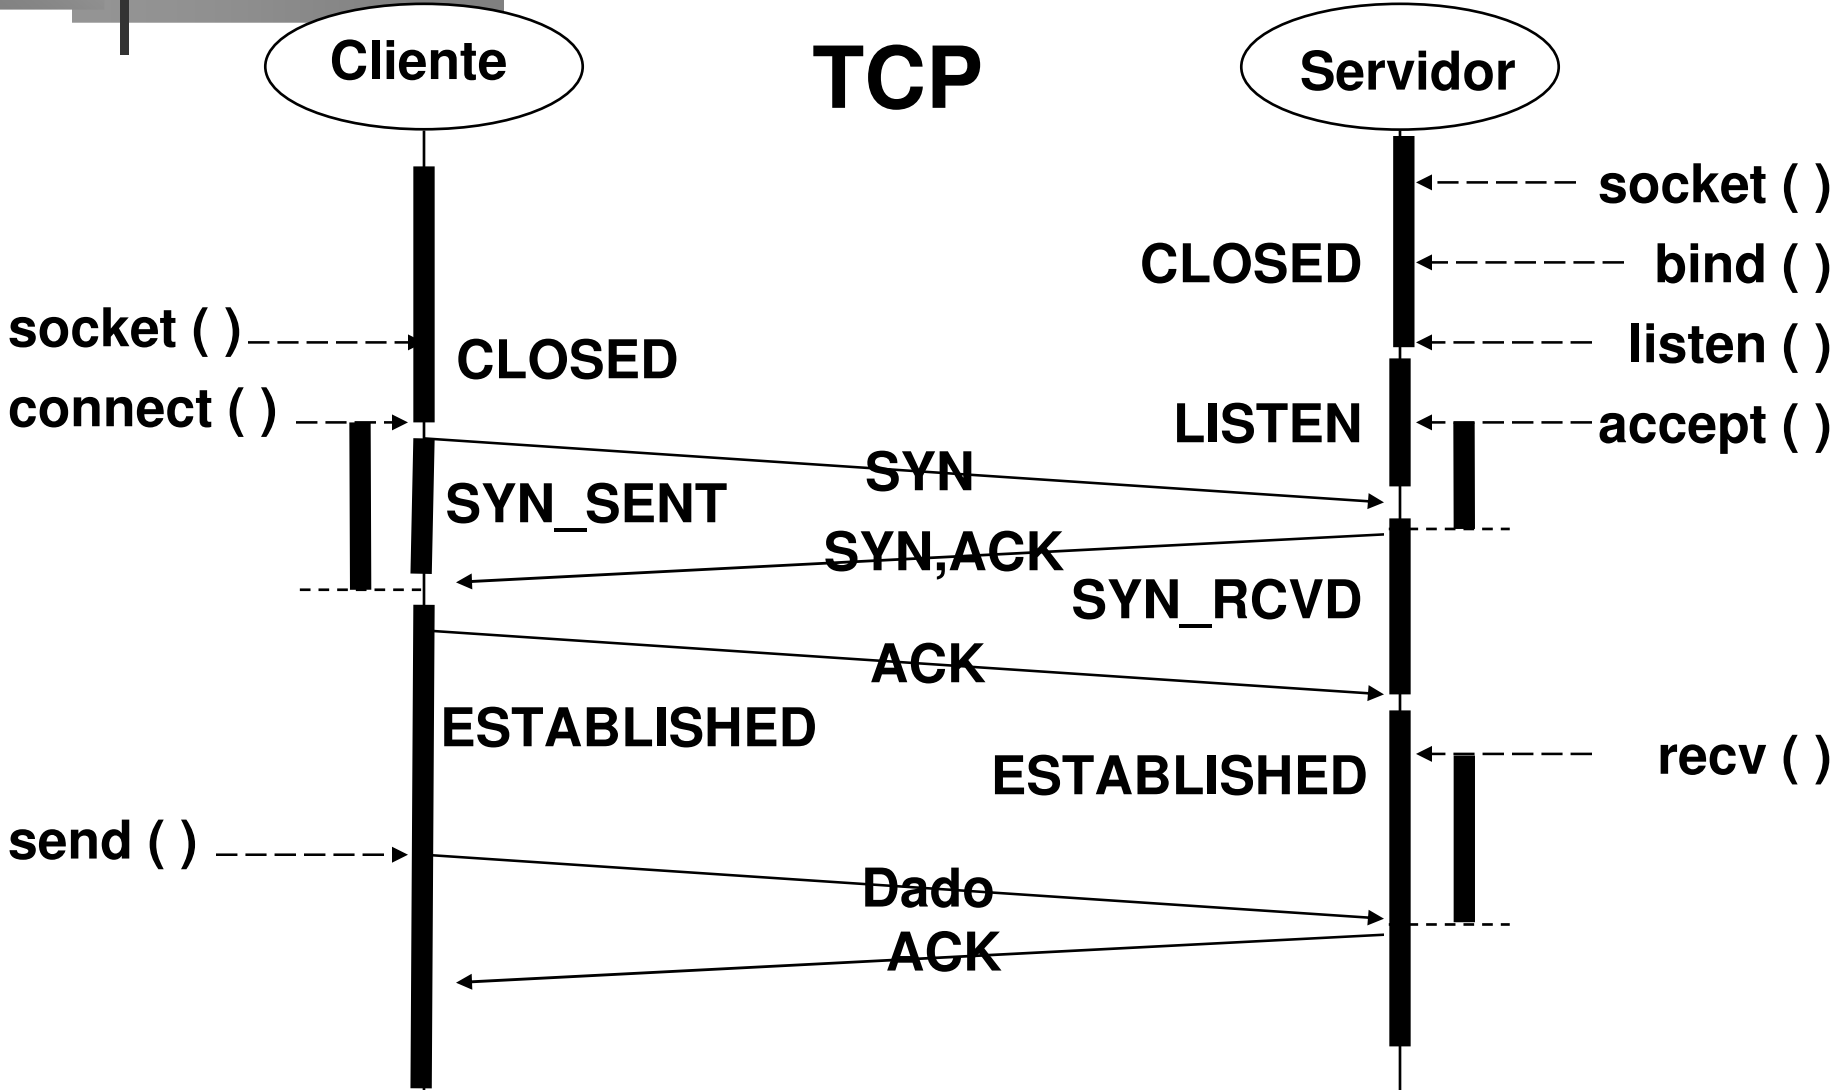 Cliente
TCP
Servidor
socket ( )
CLOSED
bind ( )
socket ( )
CLOSED
listen ( )
connect ( )
LISTEN
accept ( )
SYN
SYN_SENT
SYN,ACK
SYN_RCVD
ACK
ESTABLISHED
ESTABLISHED
recv ( )
send ( )
Dado
ACK